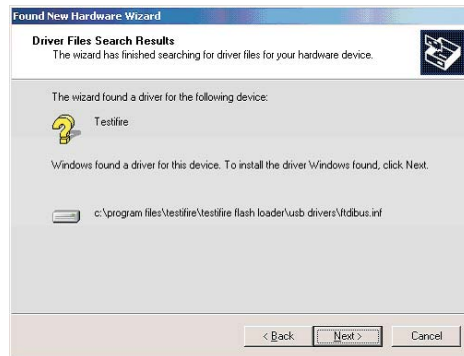 Found New Hardware Wizard
Driver Files Search Results
The wizard has finished searching for driver files for your hardware device.
The wizard found a driver for the following device:
Testifire
Windows found a driver for this device. To install the driver Windows found, click Next.
c:\program files\testifire\testifire flash loader\usb drivers\ftdibus.inf
< Back
Next >
Cancel